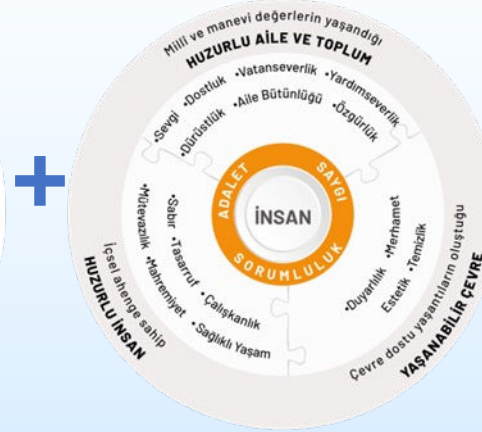 Millî ve manevi değerlerin yaşandığı
HUZURLU AİLE VE TOPLUM
•Sevgi •Dostluk •Vatanseverlik •Yardımseverlik
•Dürüstlük •Aile Bütünlüğü •Özgürlük
ADALET
SAYGI
SORUMLULUK
İNSAN
•Mütevazılık •Mahremiyet •Sağlıklı Yaşam
•Sabır •Tasarruf •Çalışkanlık
İçsel ahenge sahip
HUZURLU İNSAN
•Duyarlılık •Merhamet
Estetik •Temizlik
Çevre dostu yaşantıların oluştuğu
YAŞANABİLİR ÇEVRE
+